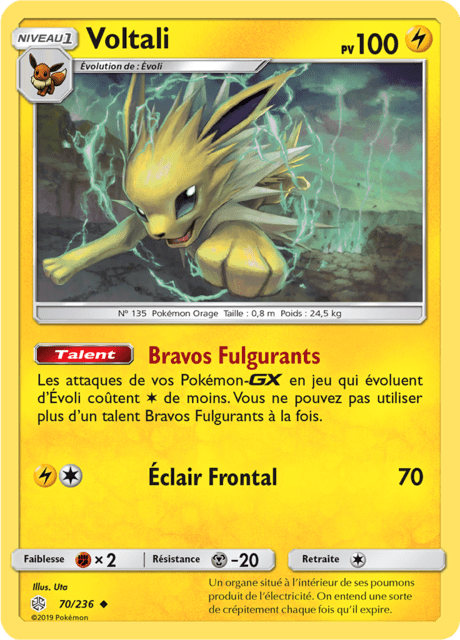 NIVEAU 1
Voltali
PV 100
Évolution de : Évoli
N° 135 Pokémon Orage Taille : 0,8 m Poids : 24,5 kg
Talent Bravos Fulgurants
Les attaques de vos Pokémon-GX en jeu qui évoluent
d'Évoli coûtent de moins. Vous ne pouvez pas utiliser
plus d'un talent Bravos Fulgurants à la fois.
Éclair Frontal 70
Faiblesse ×2 Résistance -20 Retraite
Illus. Uta
70/236
©2019 Pokémon
Un organe situé à l'intérieur de ses poumons
produit de l'électricité. On entend une sorte
de crépitement chaque fois qu'il expire.